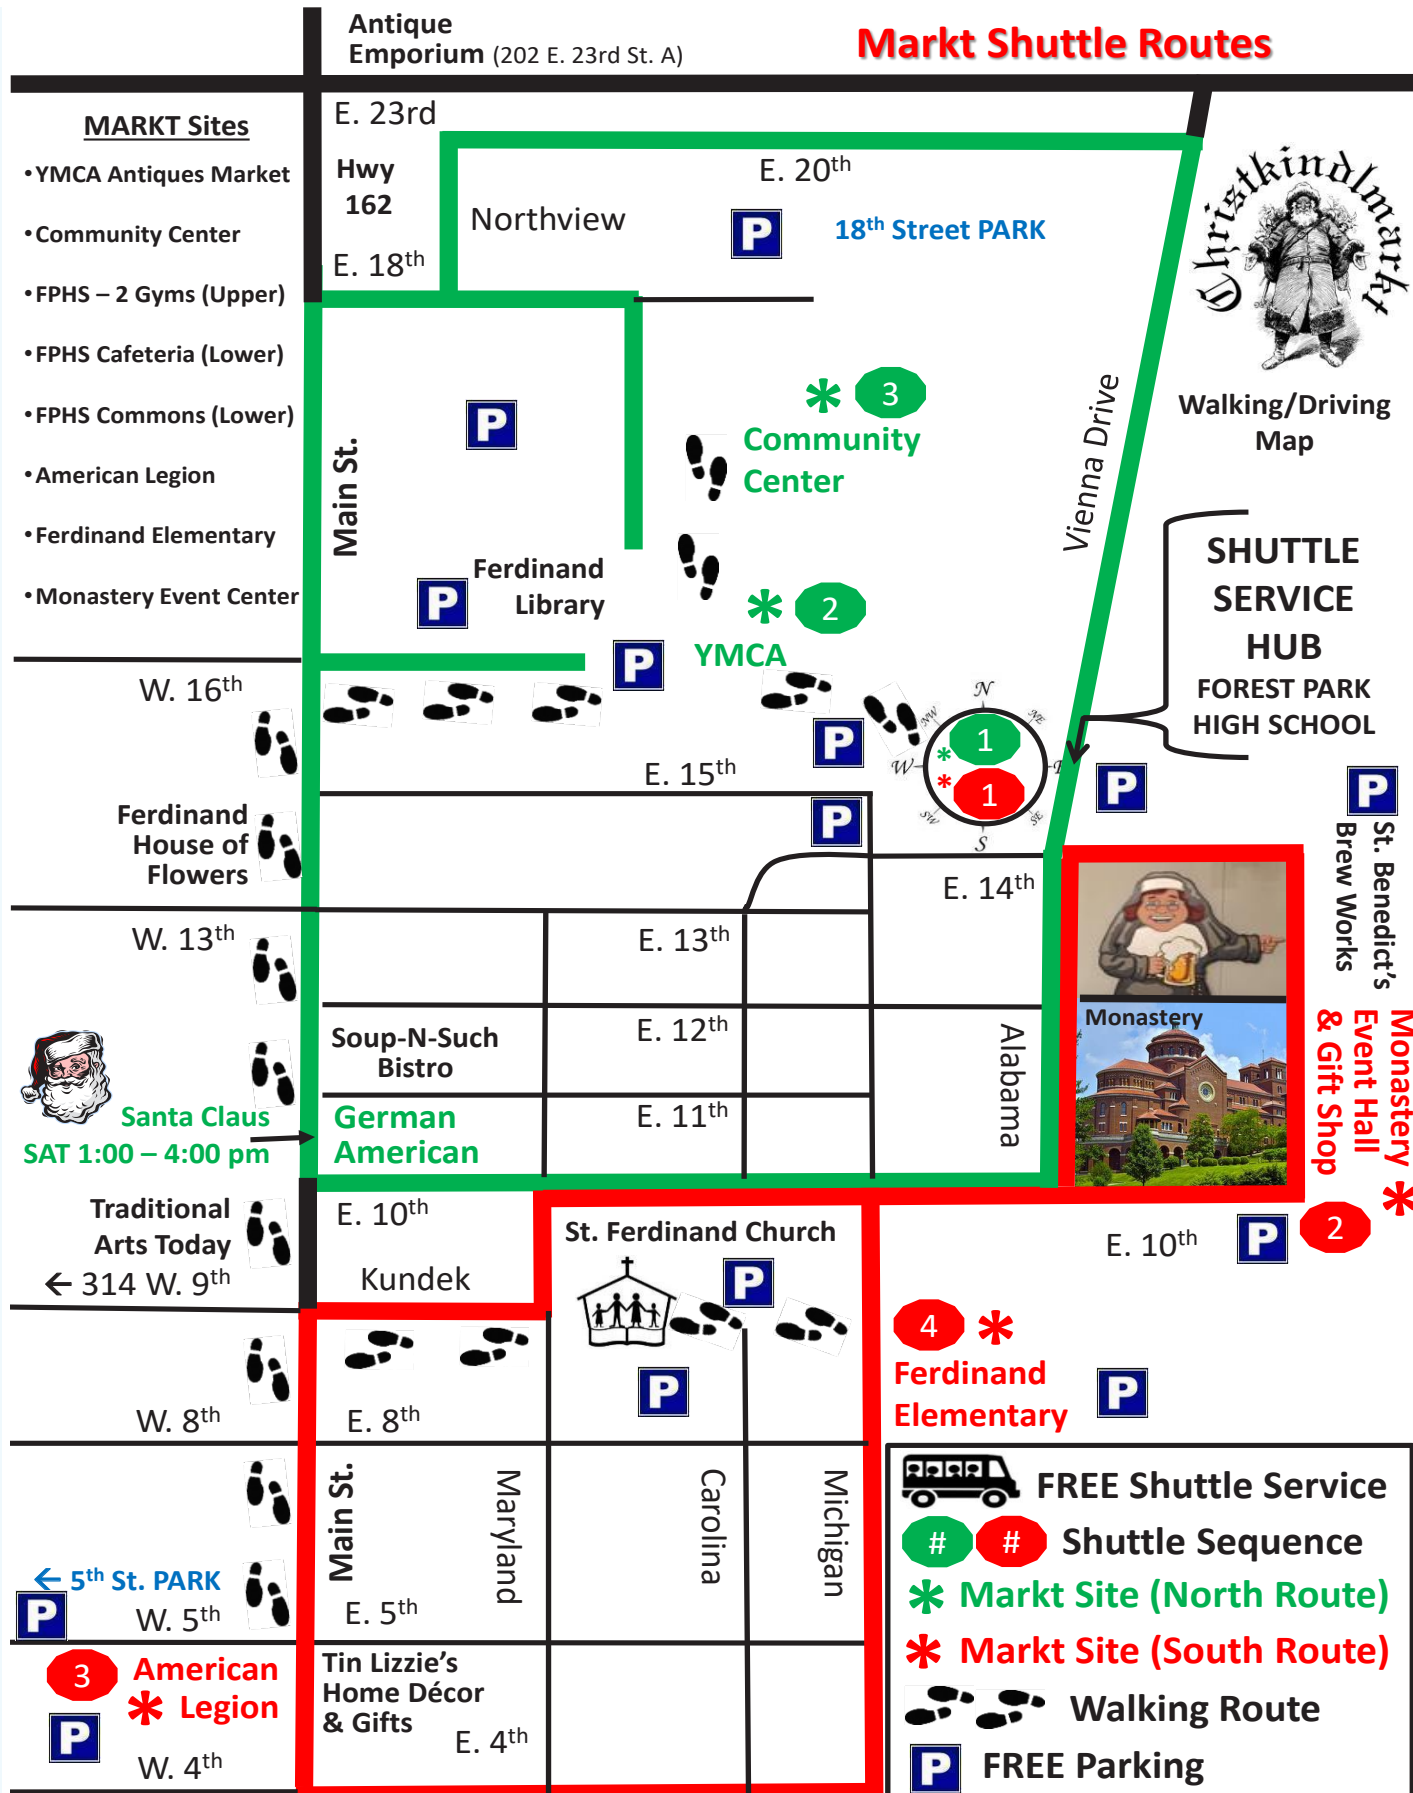 Antique
Emporium (202 E. 23rd St. A)
Markt Shuttle Routes
E. 23rd
MARKT Sites
•YMCA Antiques Market
•Community Center
•FPHS – 2 Gyms (Upper)
•FPHS Cafeteria (Lower)
•FPHS Commons (Lower)
•American Legion
•Ferdinand Elementary
•Monastery Event Center
Hwy
162
E. 18th
Northview
E. 20th
P
18th Street PARK
Christkindlmarkt
Walking/Driving
Map
Main St.
P
3
Community
Center
Vienna Drive
SHUTTLE
SERVICE
HUB
FOREST PARK
HIGH SCHOOL
P
Ferdinand
Library
2
YMCA
P
W. 16th
P
N
NE
E
SE
S
SW
W
NW
1
1
P
P
E. 15th
P
St. Benedict's
Brew Works
Ferdinand
House of
Flowers
E. 14th
W. 13th
E. 13th
Soup-N-Such
Bistro
E. 12th
Alabama
Monastery
Monastery
Event Hall
& Gift Shop
Santa Claus
SAT 1:00 – 4:00 pm
German
American
E. 11th
Traditional
Arts Today
← 314 W. 9th
E. 10th
Kundek
St. Ferdinand Church
P
E. 10th
P
2
4
Ferdinand
Elementary
P
P
W. 8th
E. 8th
Main St.
Maryland
Carolina
Michigan
← 5th St. PARK
P
W. 5th
E. 5th
3
American
Legion
P
W. 4th
Tin Lizzie's
Home Décor
& Gifts
E. 4th
FREE Shuttle Service
# # Shuttle Sequence
* Markt Site (North Route)
* Markt Site (South Route)
Walking Route
P FREE Parking